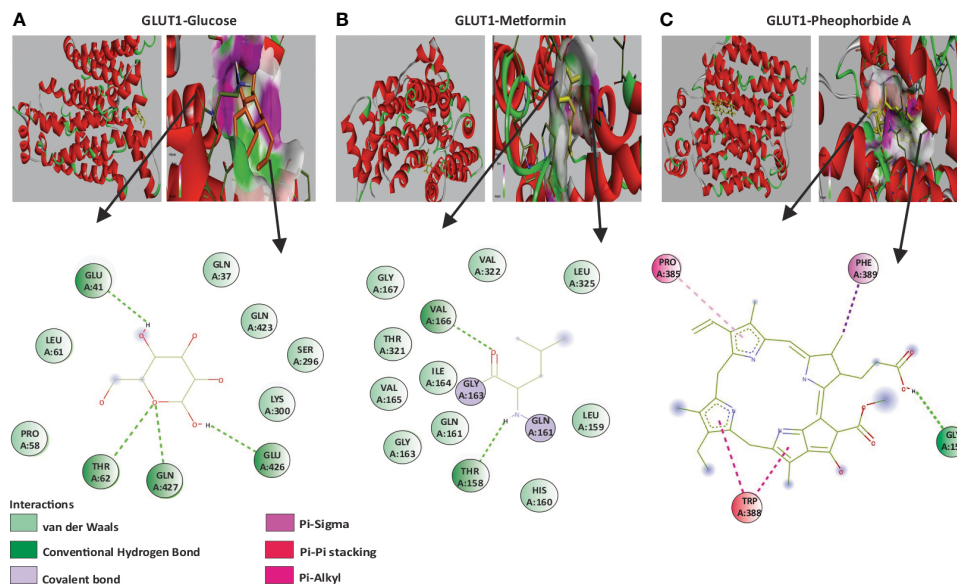 A GLUT1-Glucose
B GLUT1-Metformin
C GLUT1-Pheophorbide A
GLU
A:41
GLN
A:37
GLN
A:423
LEU
A:61
SER
A:296
LYS
A:300
PRO
A:58
THR
A:62
GLN
A:427
GLU
A:426
H
O
O
O
O
O
O
H
VAL
A:322
GLY
A:167
LEU
A:325
VAL
A:166
THR
A:321
ILE
A:164
GLY
A:163
VAL
A:165
GLN
A:161
GLN
A:161
LEU
A:159
GLY
A:163
THR
A:158
HIS
A:160
O
H
N
PRO
A:385
PHE
A:389
TRP
A:388
N
N
N
N
O
O
H
O
O
O
Interactions
van der Waals
Conventional Hydrogen Bond
Covalent bond
Pi-Sigma
Pi-Pi stacking
Pi-Alkyl